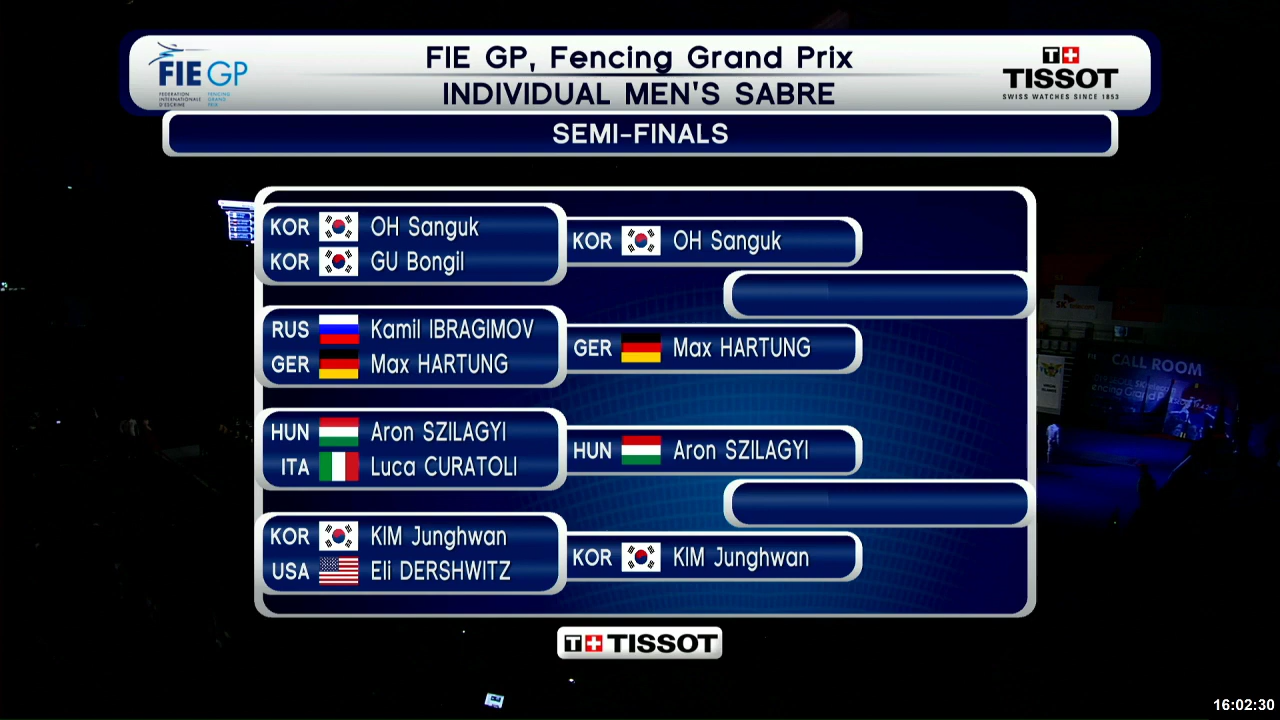 FIE GP
FEDERATION
INTERNATIONALE
D'ESCRIME
FENCING
GRAND
PRIX
FIE GP, Fencing Grand Prix
INDIVIDUAL MEN'S SABRE
TISSOT
SWISS WATCHES SINCE 1853
SEMI-FINALS
KOR OH Sanguk
KOR GU Bongil
KOR OH Sanguk
RUS Kamil IBRAGIMOV
GER Max HARTUNG
GER Max HARTUNG
HUN Aron SZILAGYI
ITA Luca CURATOLI
HUN Aron SZILAGYI
KOR KIM Junghwan
USA Eli DERSHWITZ
KOR KIM Junghwan
CALL ROOM
T+ TISSOT
16:02:30